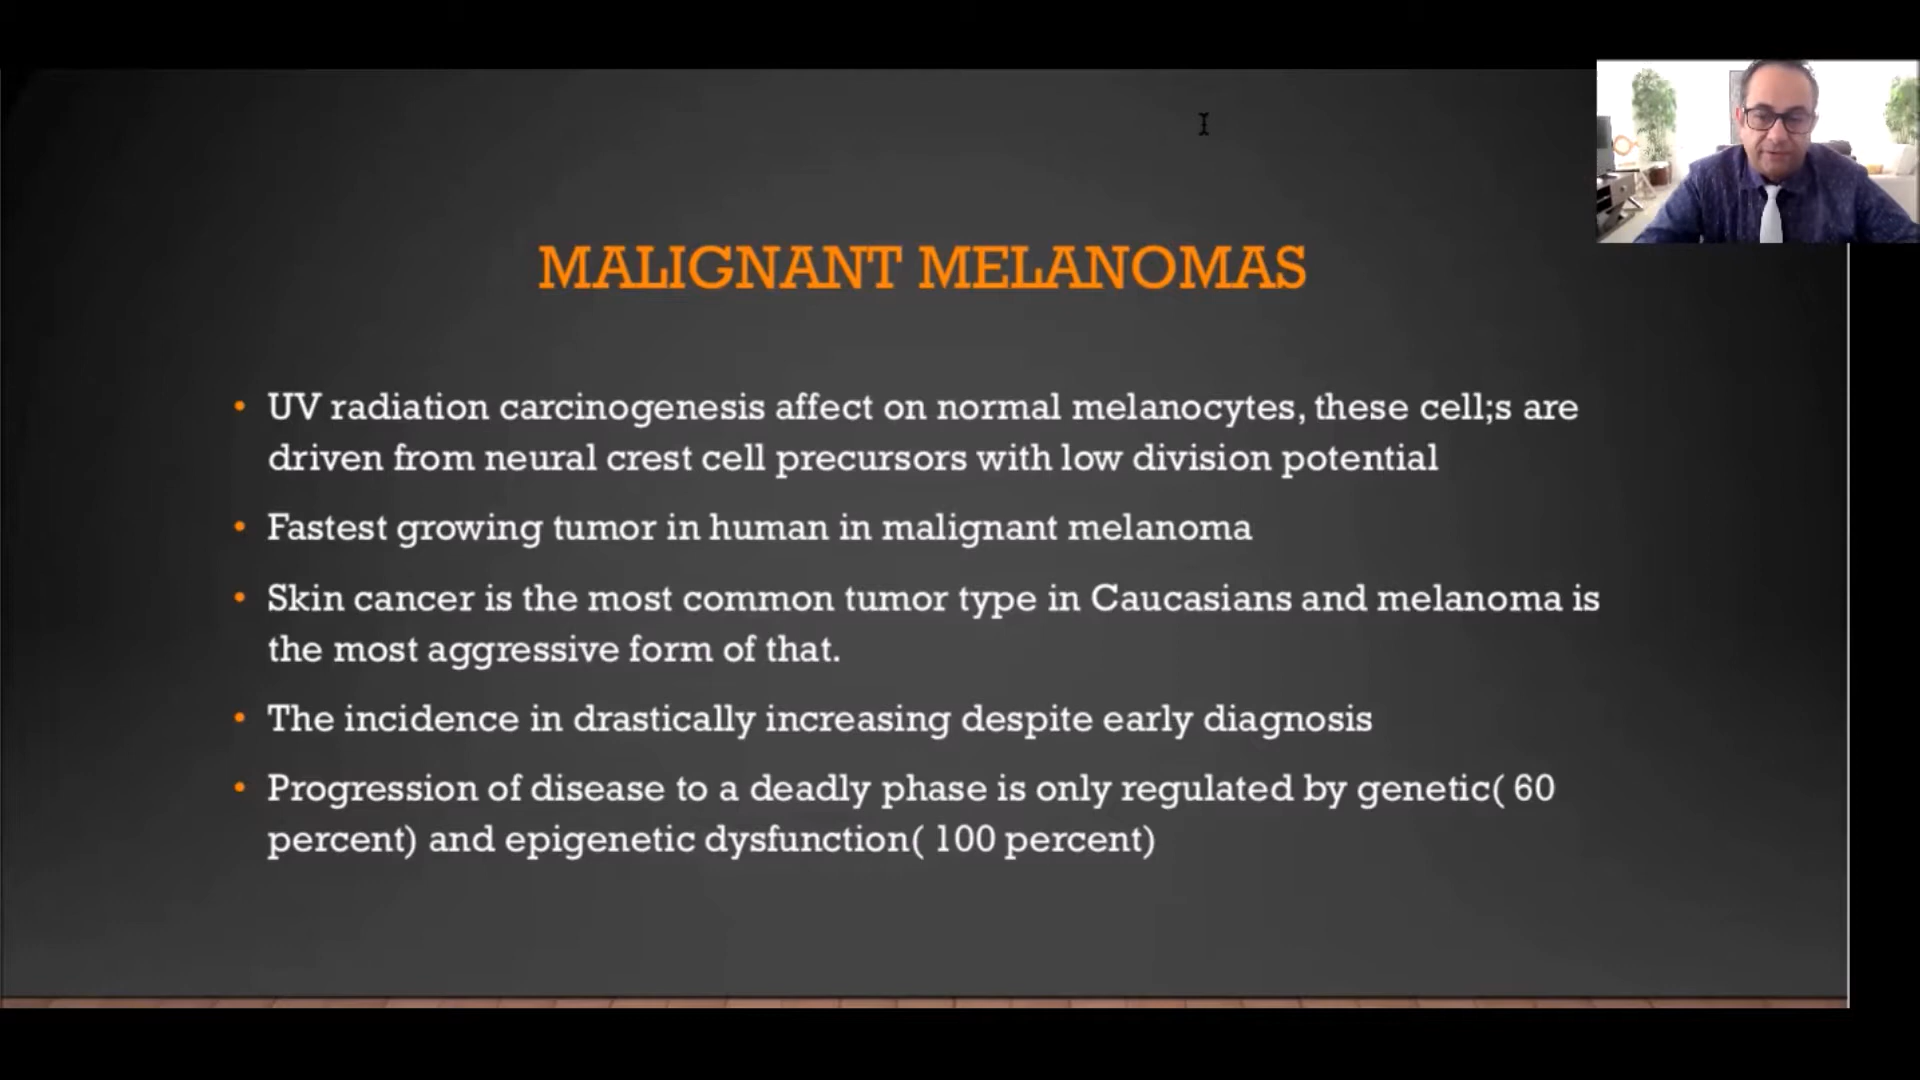 MALIGNANT MELANOMAS
• UV radiation carcinogenesis affect on normal melanocytes, these cell;s are
driven from neural crest cell precursors with low division potential
• Fastest growing tumor in human in malignant melanoma
• Skin cancer is the most common tumor type in Caucasians and melanoma is
the most aggressive form of that.
• The incidence in drastically increasing despite early diagnosis
• Progression of disease to a deadly phase is only regulated by genetic( 60
percent) and epigenetic dysfunction( 100 percent)